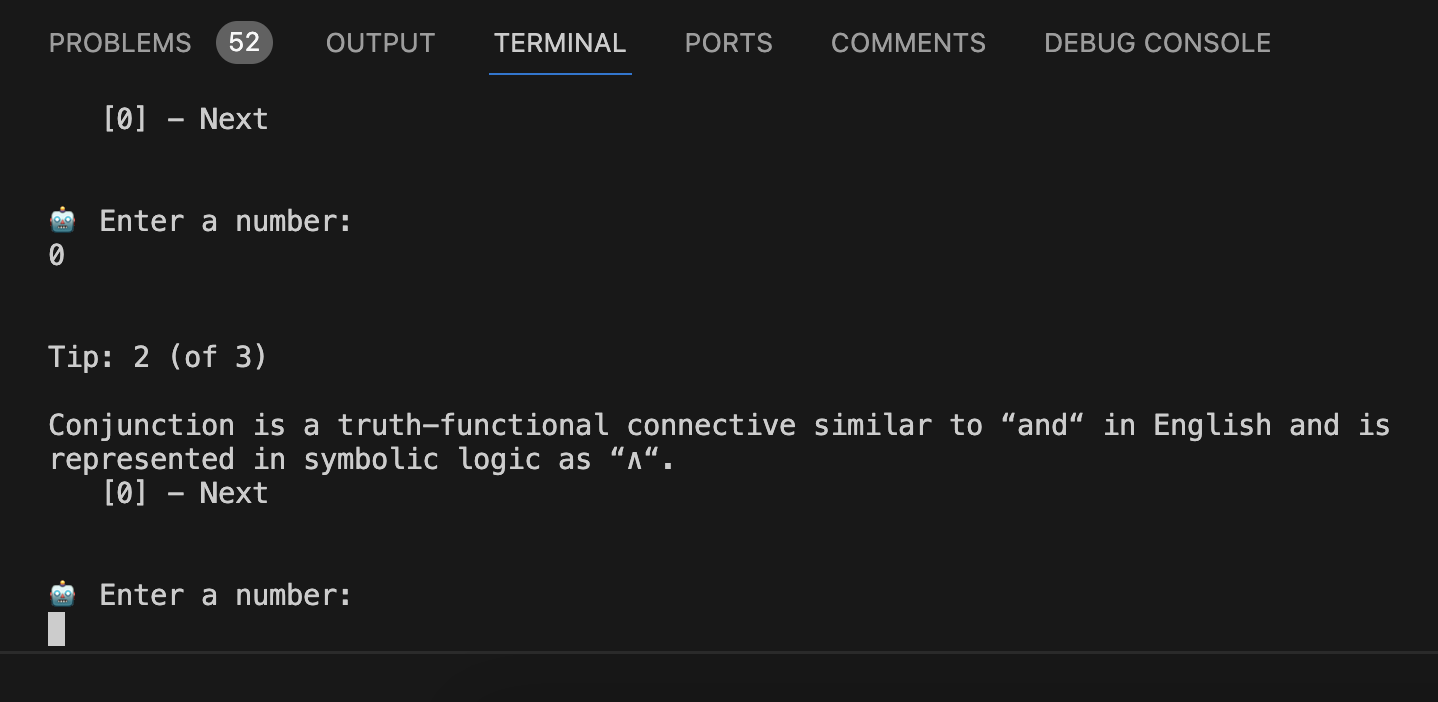 PROBLEMS 52 OUTPUT TERMINAL PORTS COMMENTS DEBUG CONSOLE
[0] - Next
🤖 Enter a number:
0
Tip: 2 (of 3)
Conjunction is a truth-functional connective similar to “and“ in English and is
represented in symbolic logic as “∧“.
[0] - Next
🤖 Enter a number: